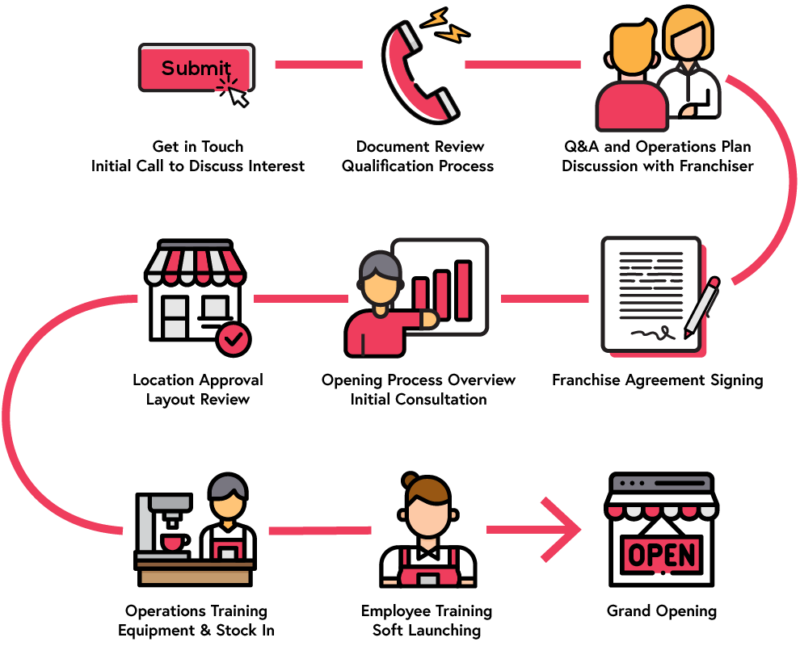 Submit
Get in Touch
Initial Call to Discuss Interest
Document Review
Qualification Process
Q&A and Operations Plan
Discussion with Franchiser
Franchise Agreement Signing
Opening Process Overview
Initial Consultation
Location Approval
Layout Review
Operations Training
Equipment & Stock In
Employee Training
Soft Launching
OPEN
Grand Opening